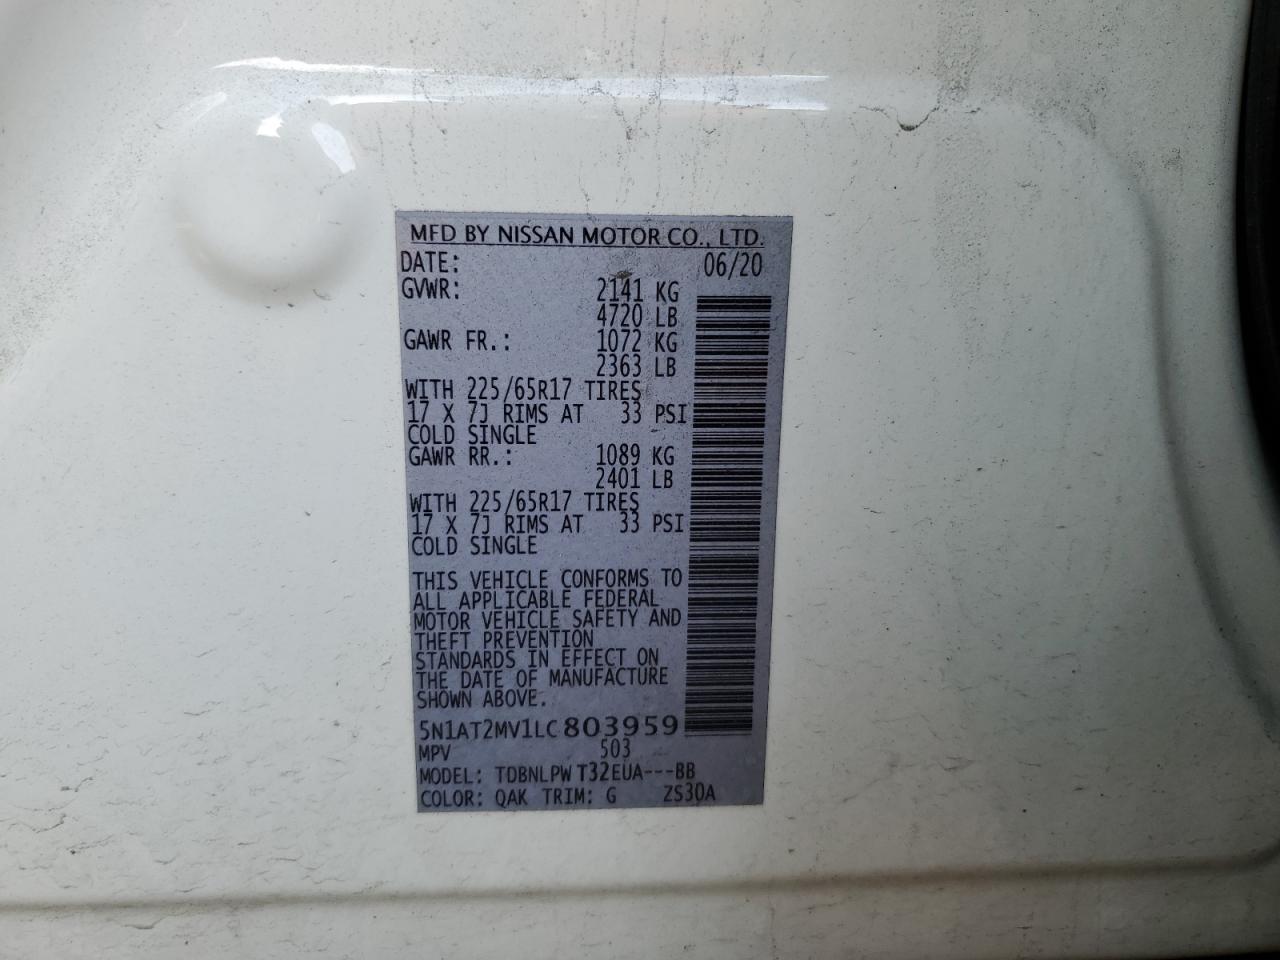 MFD BY NISSAN MOTOR CO., LTD.
DATE: 06/20
GVWR: 2141 KG
4720 LB
GAWR FR.: 1072 KG
2363 LB
WITH 225/65R17 TIRES
17 X 7J RIMS AT 33 PSI
COLD SINGLE
GAWR RR.: 1089 KG
2401 LB
WITH 225/65R17 TIRES
17 X 7J RIMS AT 33 PSI
COLD SINGLE
THIS VEHICLE CONFORMS TO
ALL APPLICABLE FEDERAL
MOTOR VEHICLE SAFETY AND
THEFT PREVENTION
STANDARDS IN EFFECT ON
THE DATE OF MANUFACTURE
SHOWN ABOVE.
5N1AT2MV1LC803959
MPV 503
MODEL: TDBNLPW T32EUA---BB
COLOR: QAK TRIM: G ZS30A